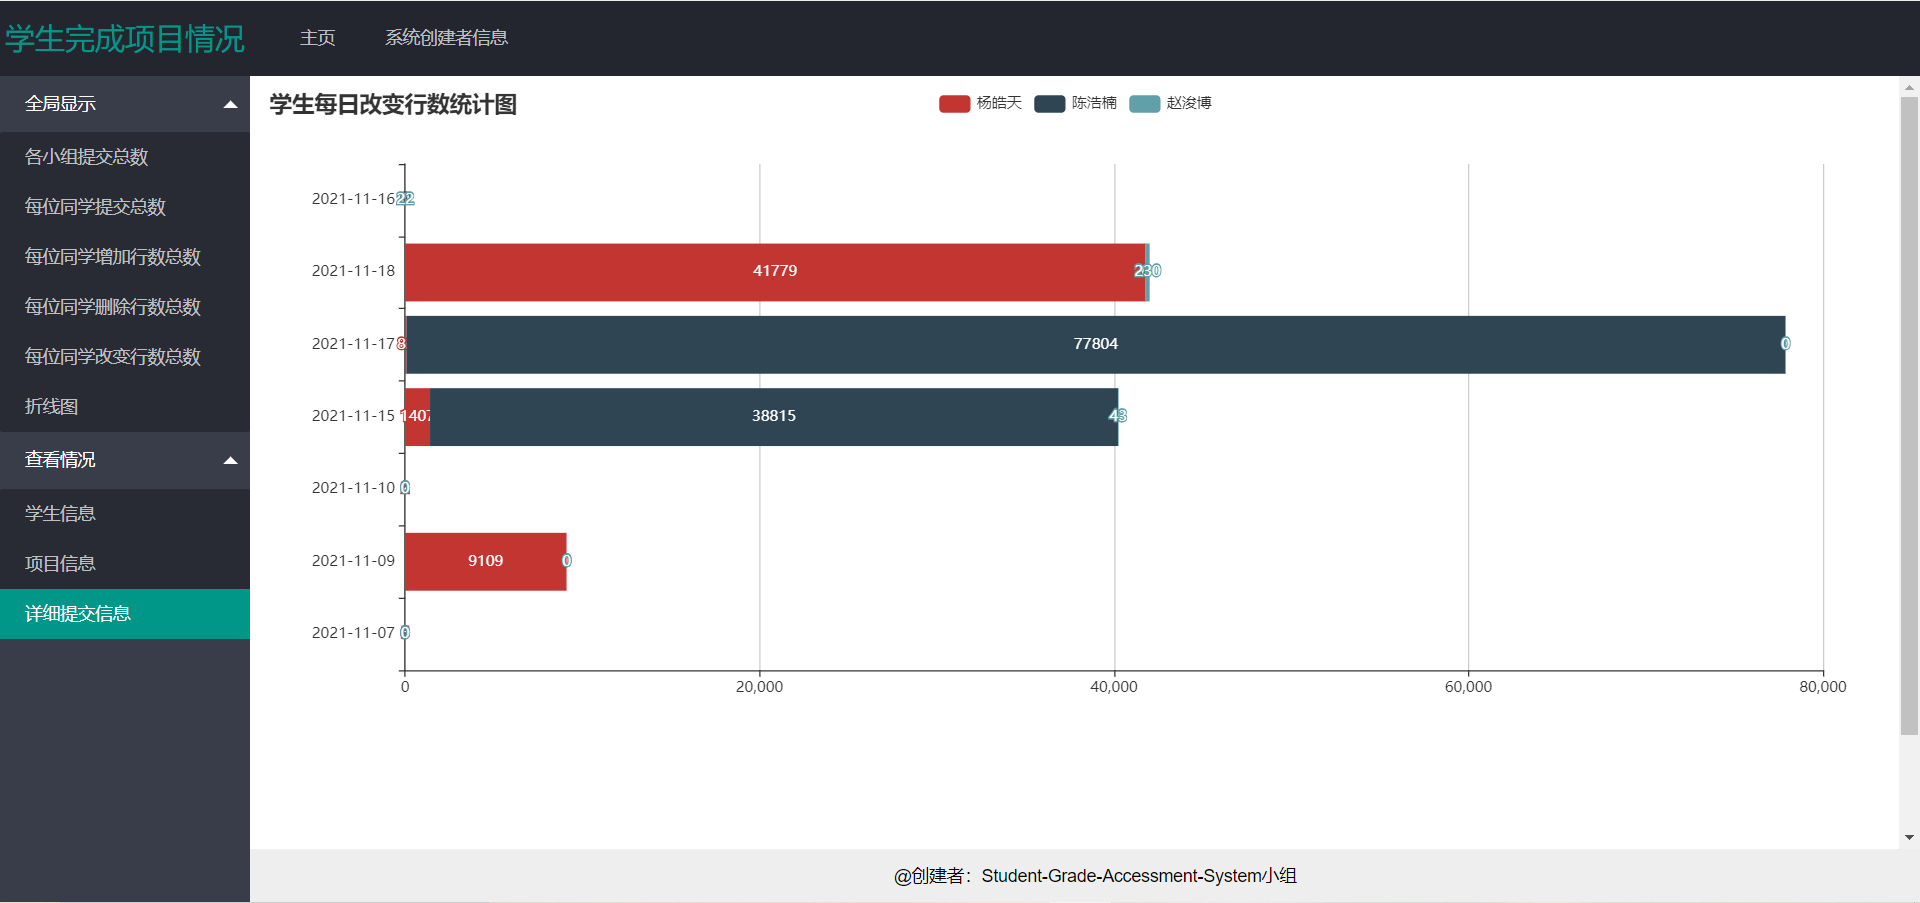 学生完成项目情况
主页
系统创建者信息
全局显示
各小组提交总数
每位同学提交总数
每位同学增加行数总数
每位同学删除行数总数
每位同学改变行数总数
折线图
查看情况
学生信息
项目信息
详细提交信息
学生每日改变行数统计图
杨皓天 陈浩楠 赵浚博
2021-11-16 22
2021-11-18 41779 230
2021-11-17 77804 0
2021-11-15 1407 38815 43
2021-11-10 0
2021-11-09 9109 0
2021-11-07 0
0 20,000 40,000 60,000 80,000
@创建者：Student-Grade-Accessment-System小组